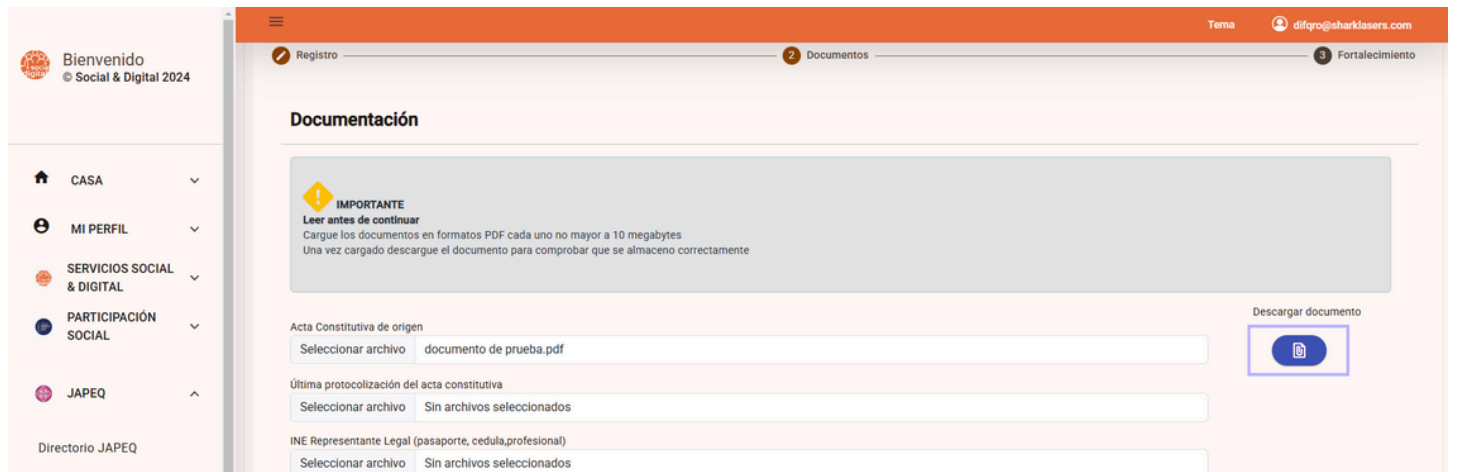 Bienvenido
© Social & Digital 2024
CASA
MI PERFIL
SERVICIOS SOCIAL
& DIGITAL
PARTICIPACIÓN
SOCIAL
JAPEQ
Directorio JAPEQ
Tema
difqro@sharklasers.com
Registro
2 Documentos
3 Fortalecimiento
Documentación
IMPORTANTE
Leer antes de continuar
Cargue los documentos en formatos PDF cada uno no mayor a 10 megabytes
Una vez cargado descargue el documento para comprobar que se almaceno correctamente
Descargar documento
Acta Constitutiva de origen
Seleccionar archivo documento de prueba.pdf
Última protocolización del acta constitutiva
Seleccionar archivo Sin archivos seleccionados
INE Representante Legal (pasaporte, cedula,profesional)
Seleccionar archivo Sin archivos seleccionados